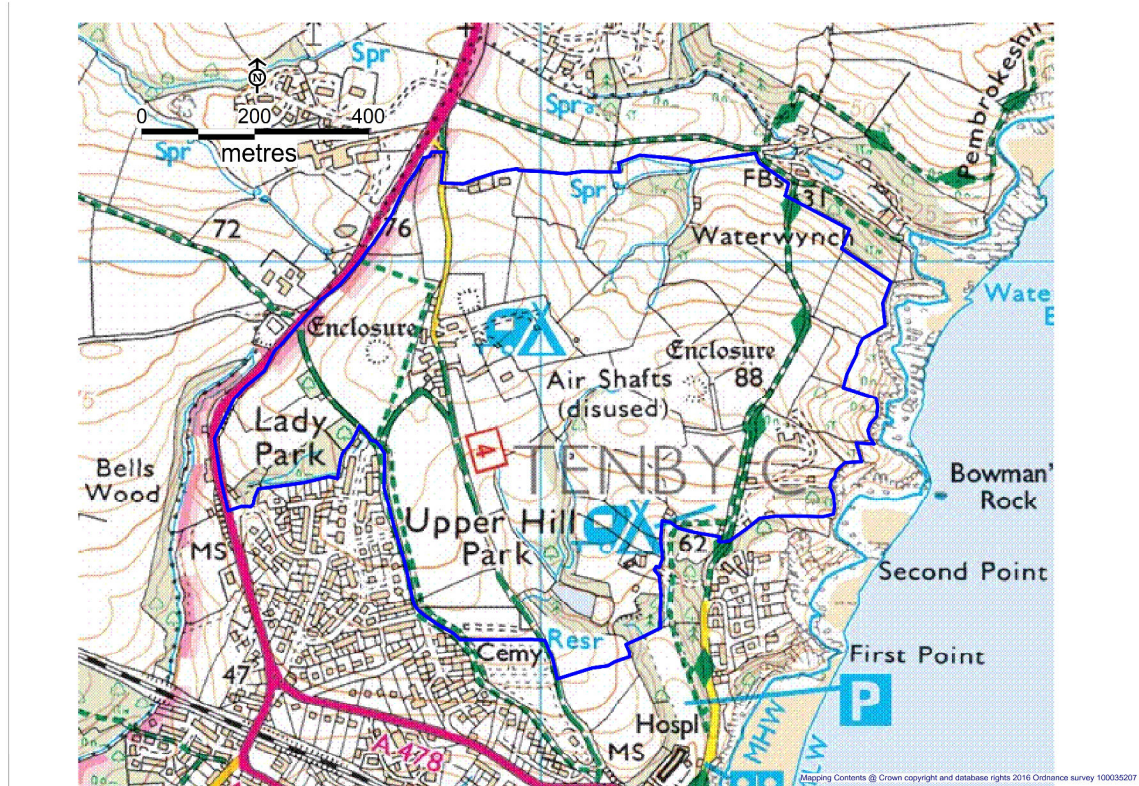 Spr
N
0 200 400
metres
Spr
Spr
Pembrokeshi
72
76
Spr
FBs
31
Waterwynch
Wate
E
Enclosure
Enclosure
88
Air Shafts
(disused)
Lady
Park
4
TENBY C
Bells
Wood
Bowman'
Rock
Upper Hill
Park
62
MS
Second Point
Resr
Cemy
First Point
47
P
Hospl
MHW
MS
LW
A 478
Mapping Contents @ Crown copyright and database rights 2016 Ordnance survey 100035207